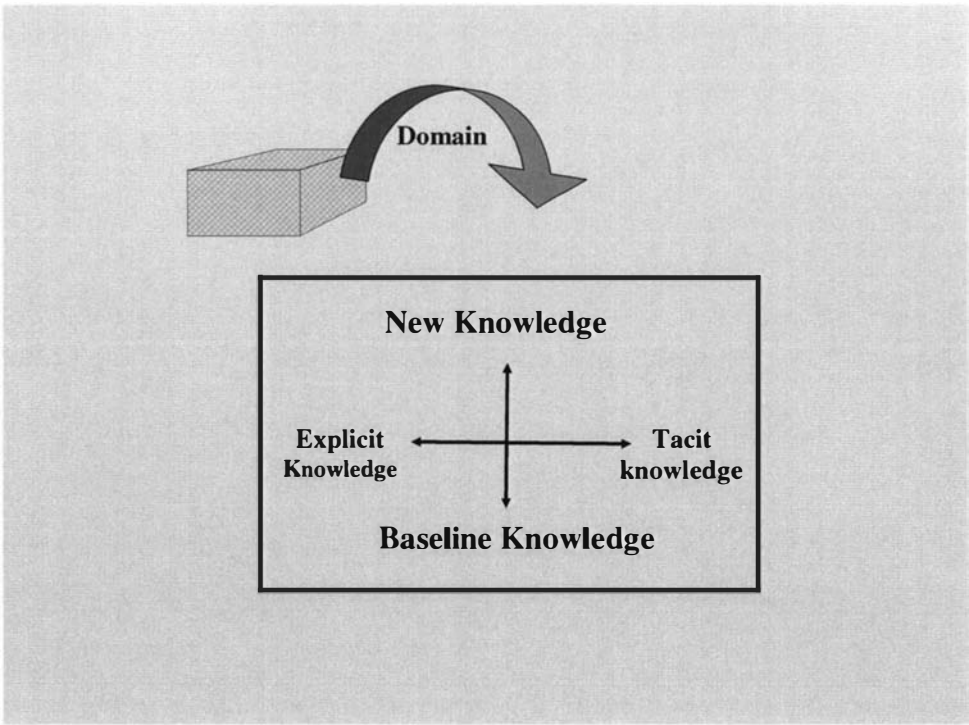 Domain
New Knowledge
Explicit
Knowledge
Tacit
knowledge
Baseline Knowledge